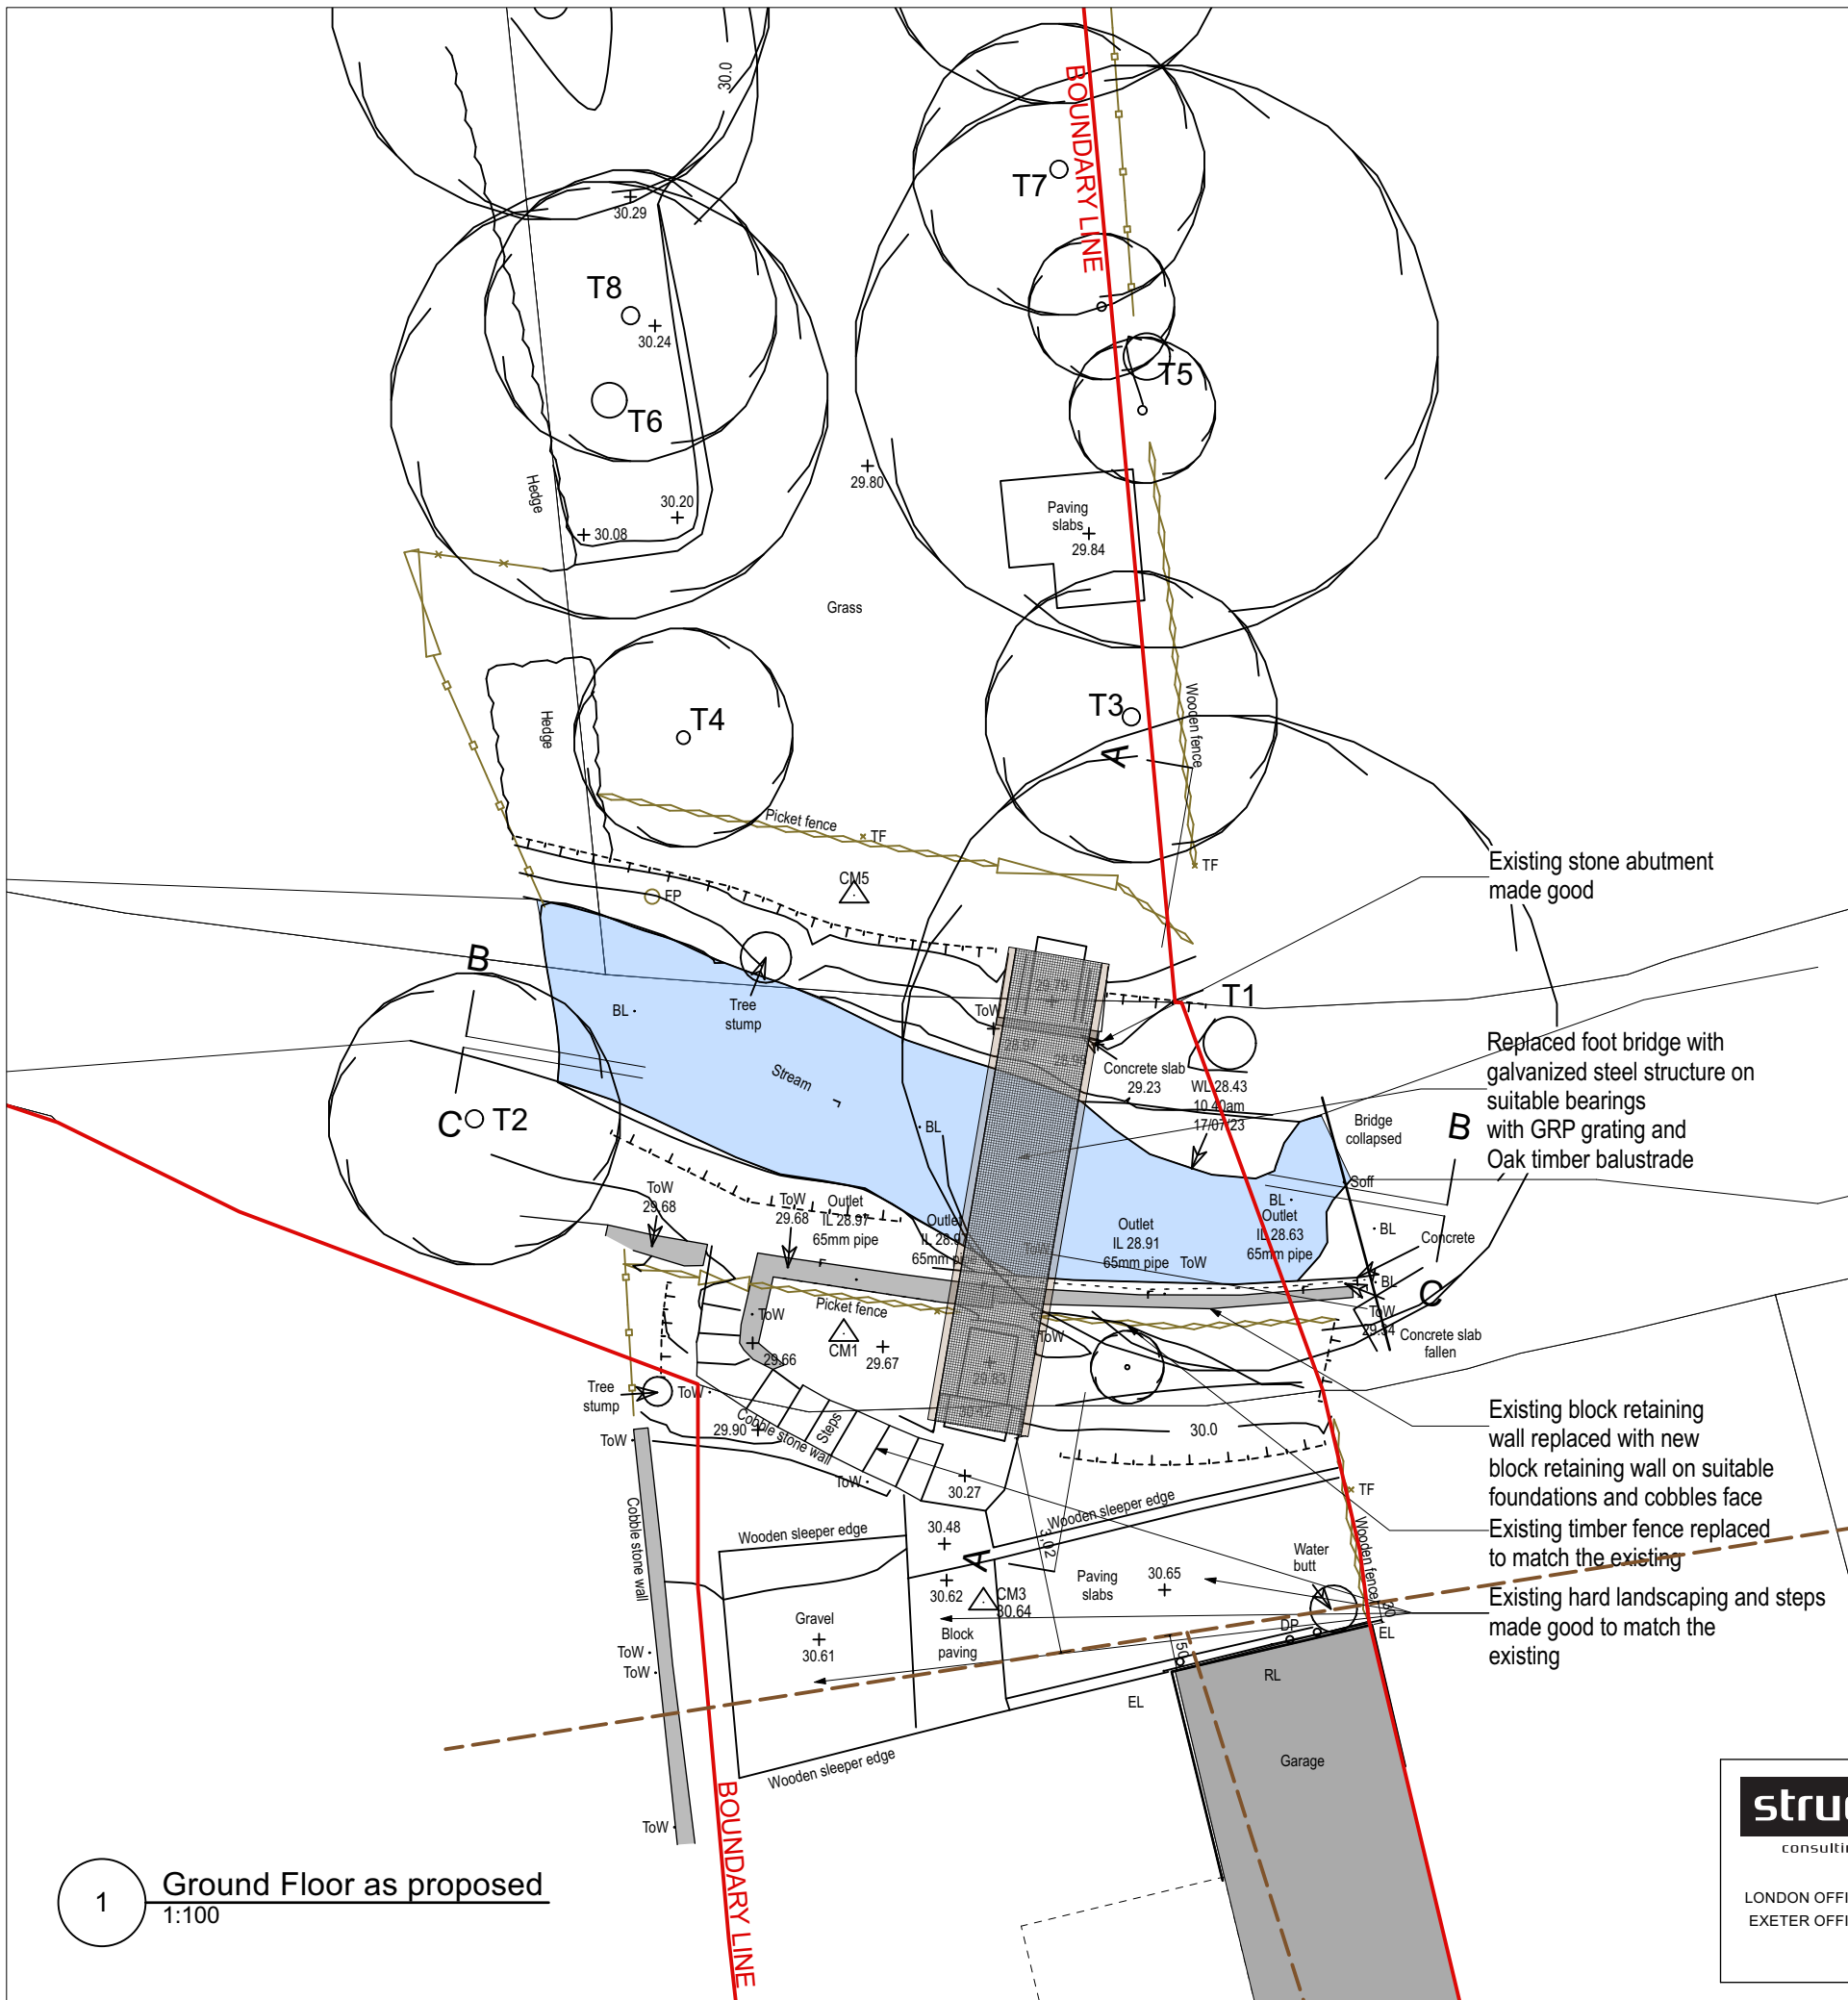 30.0
BOUNDARY LINE
T7
30.29
T8
30.24
T5
T6
Hedge
30.20
30.08
29.80
Paving
slabs
29.84
Grass
Hedge
T4
T3
A
Wooden fence
Picket fence
TF
TF
CM5
FP
Existing stone abutment
made good
B
BL
Tree
stump
29.79
ToW
T1
Stream
Concrete slab
29.23
WL 28.43
10.40am
17/07/23
Replaced foot bridge with
galvanized steel structure on
suitable bearings
with GRP grating and
Oak timber balustrade
C
T2
BL
Bridge
collapsed
B
Soff
ToW
29.68
ToW
29.68
Outlet
IL 28.97
65mm pipe
Outlet
65mm
ToW
Outlet
IL 28.91
65mm pipe
ToW
BL
Outlet
IL 28.63
65mm pipe
BL
Concrete
BL
C
ToW
Concrete slab
fallen
ToW
Picket fence
CM1
29.66
29.67
ToW
29.83
Tree
stump
ToW
29.90
Cobble stone wall
Steps
ToW
ToW
30.27
30.0
Existing block retaining
wall replaced with new
block retaining wall on suitable
foundations and cobbles face
TF
Wooden fence
Existing timber fence replaced
to match the existing
Existing hard landscaping and steps
made good to match the
existing
Cobble stone wall
Wooden sleeper edge
30.48
Wooden sleeper edge
A
3,02
30.62
CM3
30.64
Paving
slabs
30.65
Water
butt
Gravel
30.61
Block
paving
DP
EL
RL
EL
ToW
ToW
Wooden sleeper edge
ToW
Garage
BOUNDARY LINE
1
Ground Floor as proposed
1:100
LONDON
EXETER